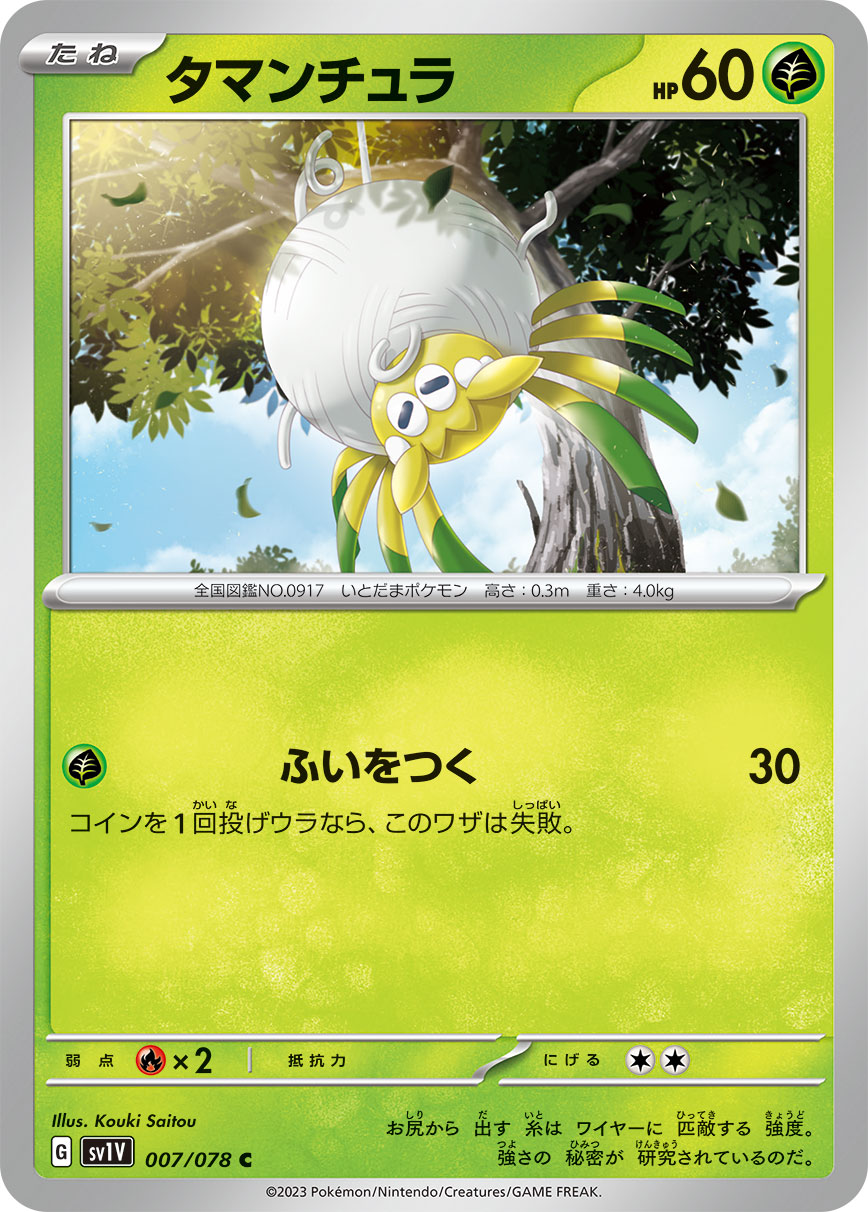 たね
タマンチュラ
HP60
全国図鑑NO.0917 いとだまポケモン 高さ:0.3m 重さ:4.0kg
ふいをつく 30
コインを1回投げウラなら、このワザは失敗。
弱点 ×2 抵抗力 にげる
Illus. Kouki Saitou
お尻から 出す 糸は ワイヤーに 匹敵する 強度。
強さの 秘密が 研究されているのだ。
G sv1V 007/078 C
©2023 Pokémon/Nintendo/Creatures/GAME FREAK.